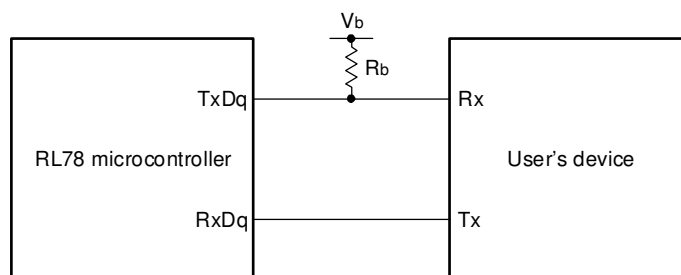 Vb
Rb
TxDq
Rx
RL78 microcontroller
User’s device
RxDq
Tx